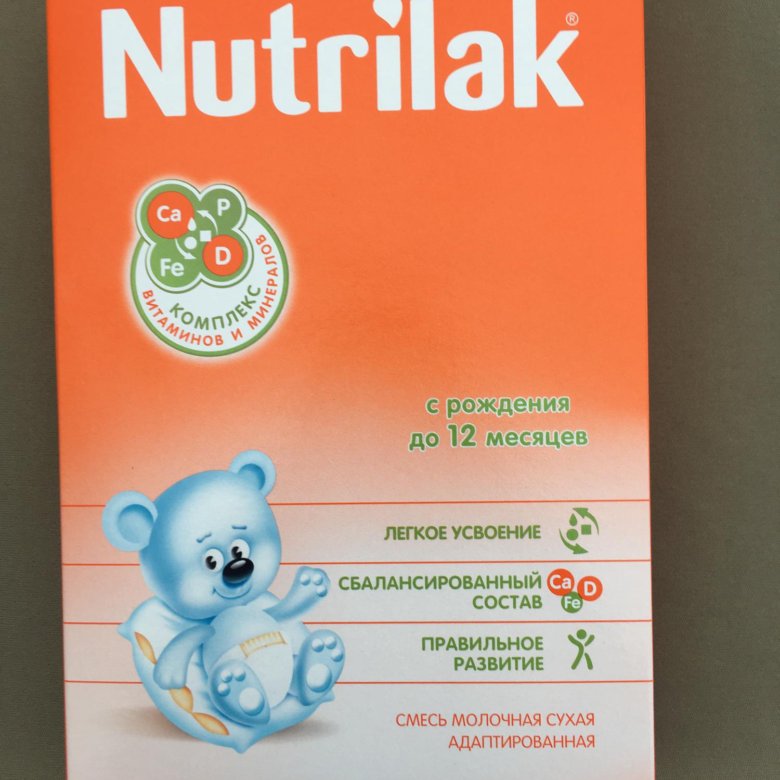 Nutrilak®
Ca P
Fe D
КОМПЛЕКС
ВИТАМИНОВ И МИНЕРАЛОВ
с рождения
до 12 месяцев
ЛЕГКОЕ УСВОЕНИЕ
СБАЛАНСИРОВАННЫЙ
СОСТАВ
Ca D
Fe
ПРАВИЛЬНОЕ
РАЗВИТИЕ
СМЕСЬ МОЛОЧНАЯ СУХАЯ
АДАПТИРОВАННАЯ